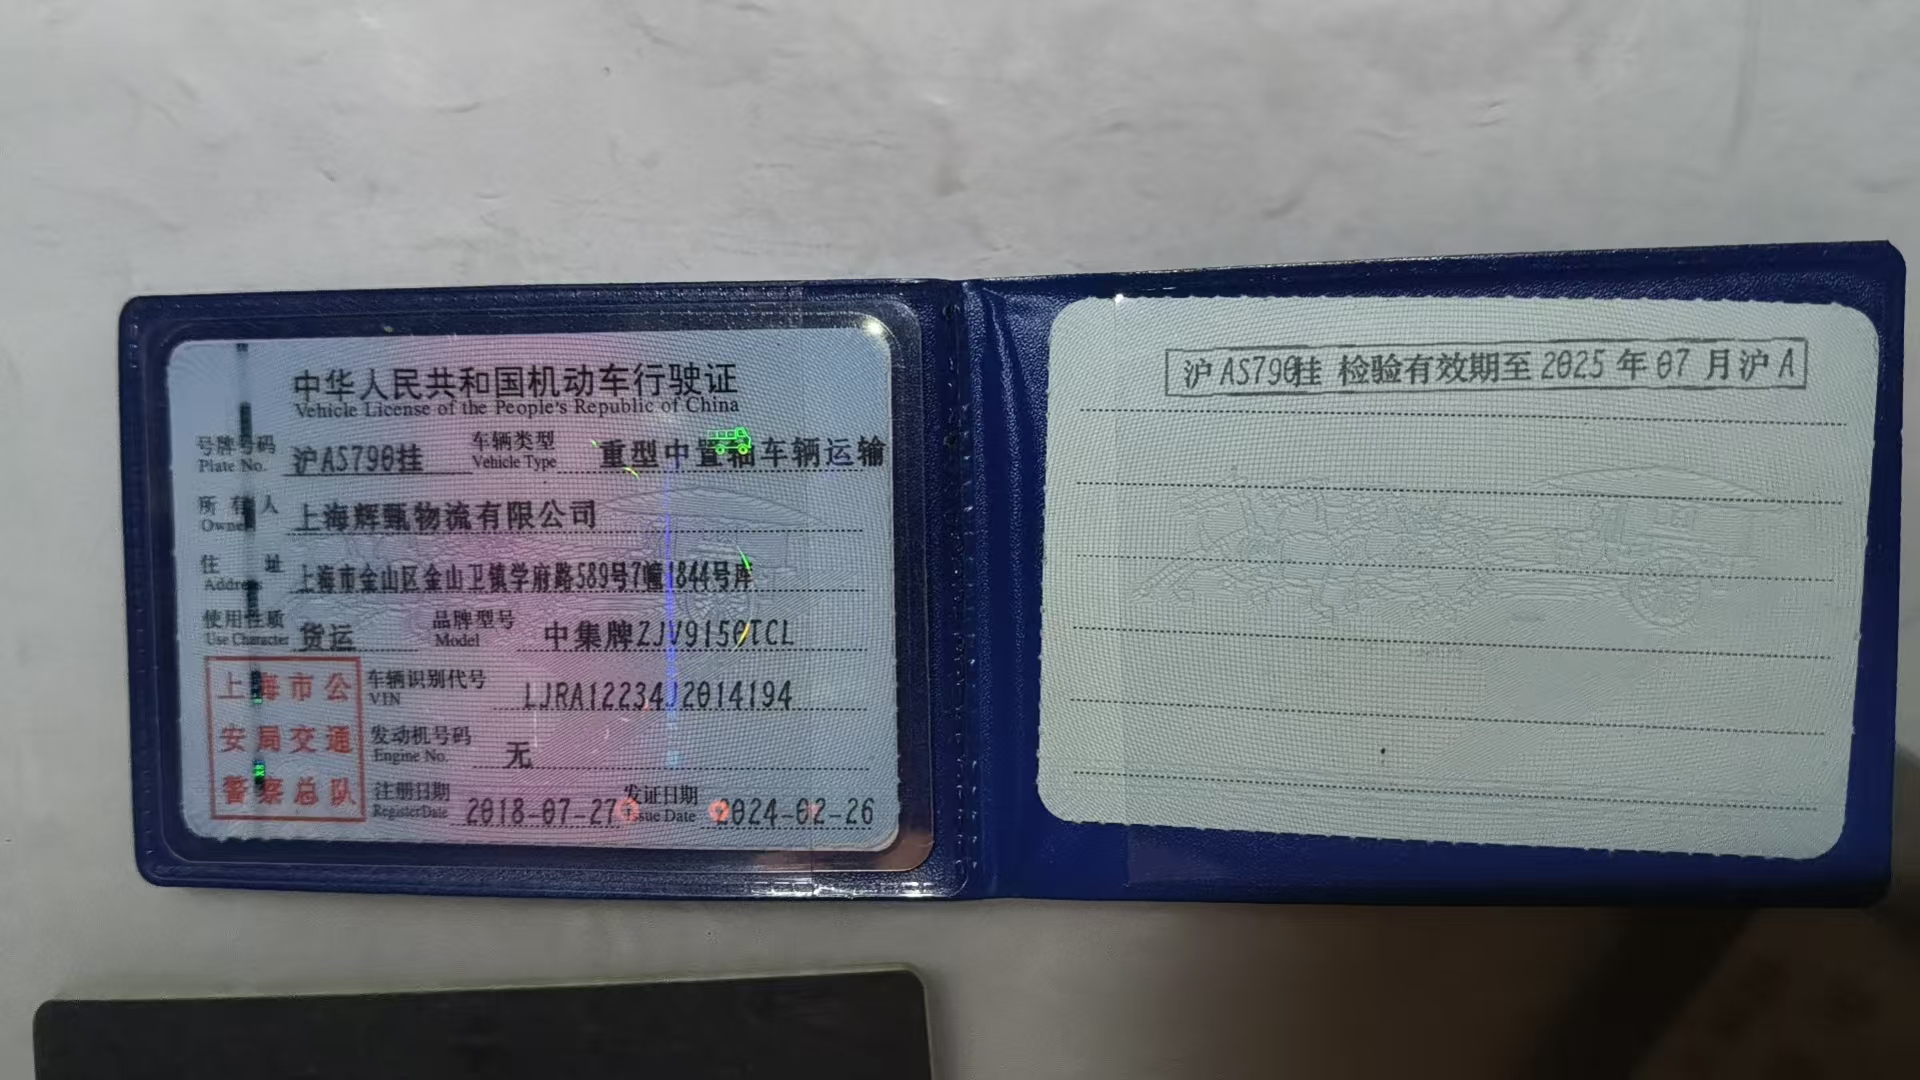 中华人民共和国机动车行驶证
Vehicle License of the People's Republic of China
号牌号码 沪AS790挂 车辆类型 重型中置轴车辆运输
Plate No. Vehicle Type
所有人 上海辉甄物流有限公司
Owner
住址 上海市金山区金山卫镇学府路589号7幢1844号库
Address
使用性质 货运 品牌型号 中集牌ZJV9150TCL
Use Character Model
车辆识别代号 LJRA12234J2014194
VIN
发动机号码 无
Engine No.
注册日期 2018-07-27 发证日期 2024-02-26
Register Date Issue Date
上海市公
安局交通
警察总队
沪AS790挂 检验有效期至2025年07月沪A